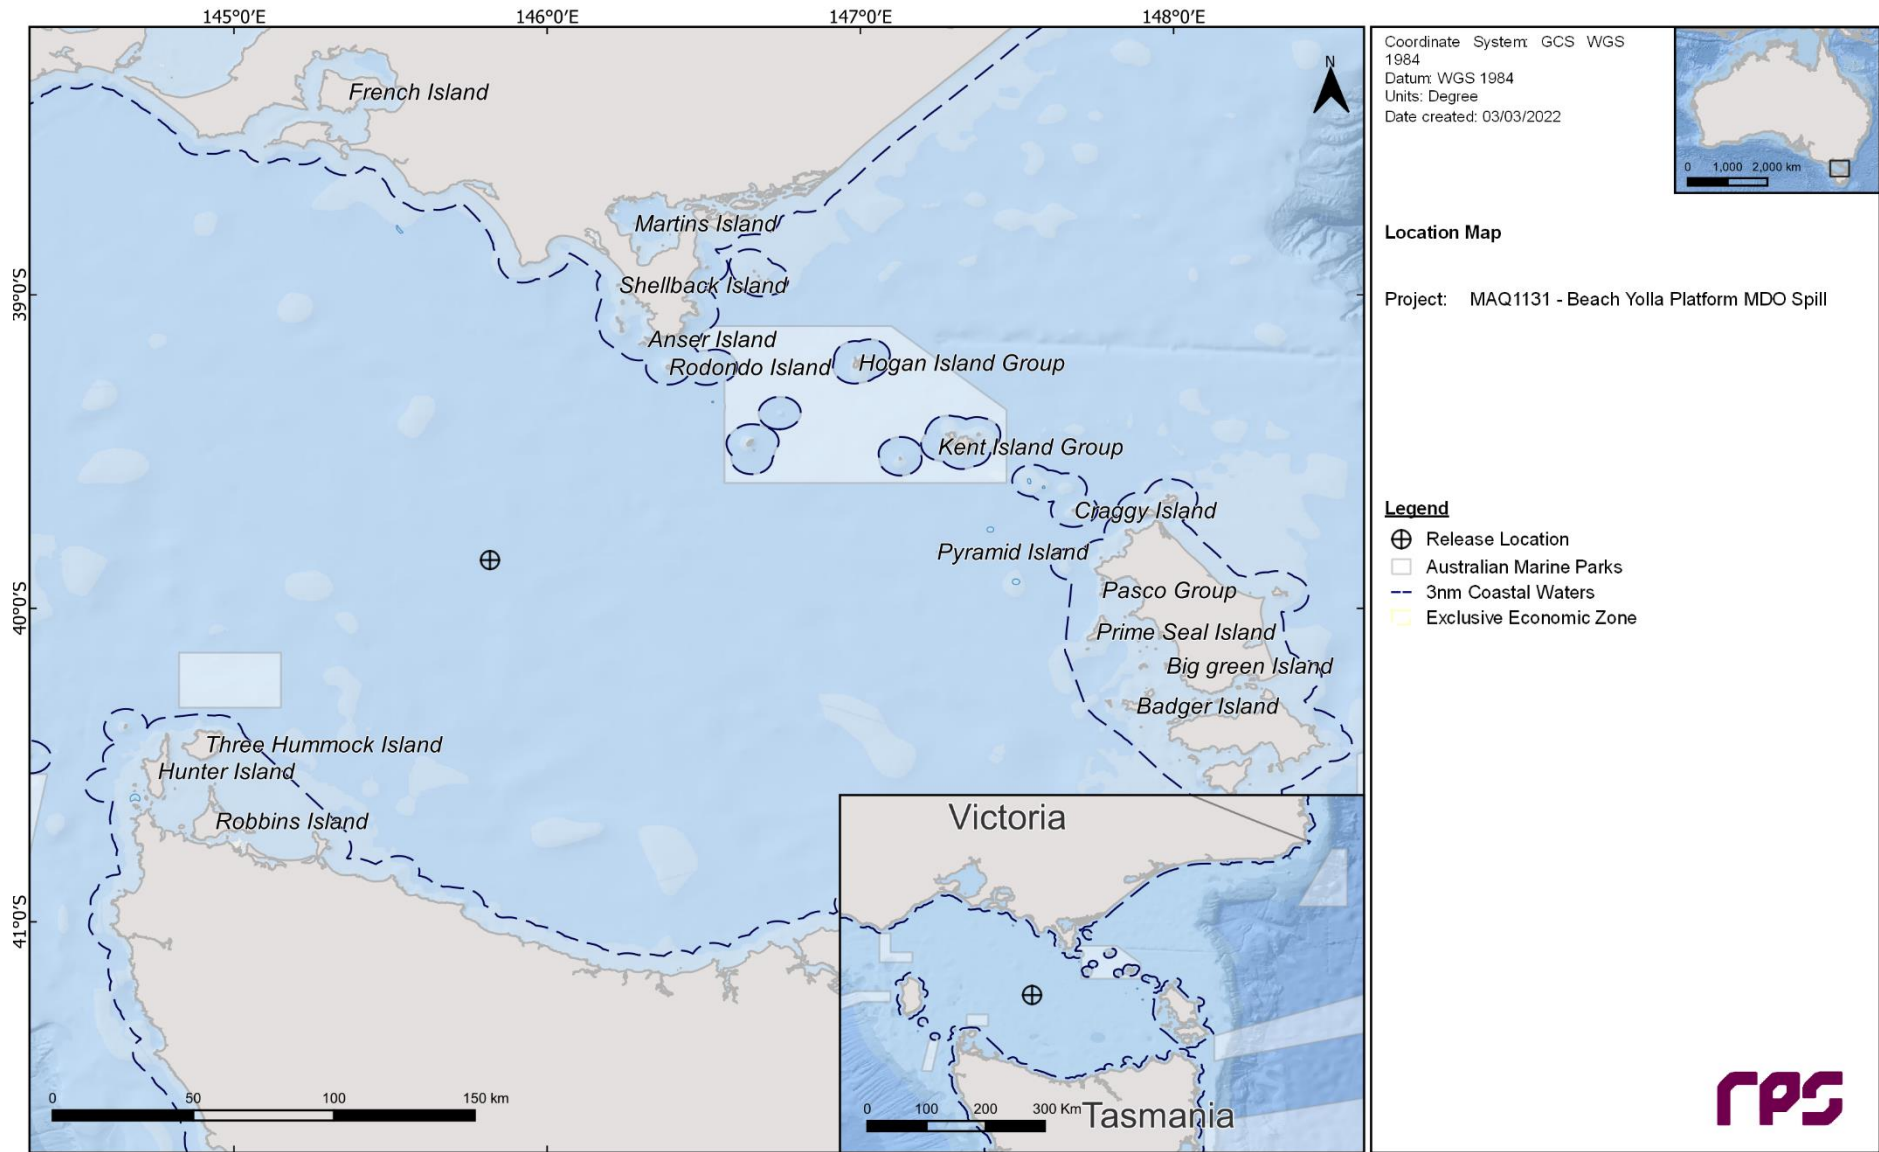 145°0'E 146°0'E 147°0'E 148°0'E
39°0'S
40°0'S
41°0'S
N
French Island
Martins Island
Shellback Island
Anser Island
Rodondo Island
Hogan Island Group
Kent Island Group
Craggy Island
Pyramid Island
Pasco Group
Prime Seal Island
Big green Island
Badger Island
Three Hummock Island
Hunter Island
Robbins Island
0 50 100 150 km
Victoria
Tasmania
0 100 200 300 Km
Coordinate System: GCS WGS
1984
Datum: WGS 1984
Units: Degree
Date created: 03/03/2022
0 1,000 2,000 km
Location Map
Project: MAQ1131 - Beach Yolla Platform MDO Spill
Legend
Release Location
Australian Marine Parks
3nm Coastal Waters
Exclusive Economic Zone
rps